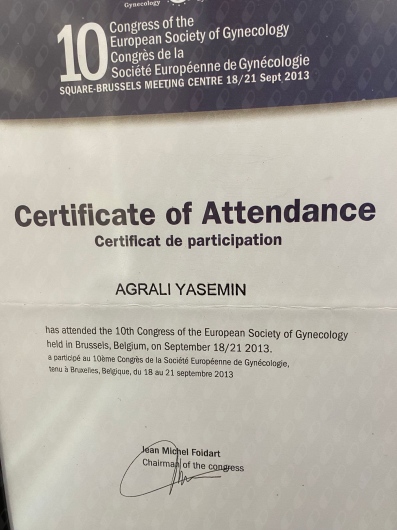 Gynecology
10
Congress of the
European Society of Gynecology
Congrès de la
Société Européenne de Gynécologie
SQUARE-BRUSSELS MEETING CENTRE 18/21 Sept 2013
Certificate of Attendance
Certificat de participation
AGRALI YASEMIN
has attended the 10th Congress of the European Society of Gynecology
held in Brussels, Belgium, on September 18/21 2013.
a participé au 10ème Congrès de la Société Européenne de Gynécologie,
tenu à Bruxelles, Belgique, du 18 au 21 septembre 2013
Jean Michel Foidart
Chairman of the congress